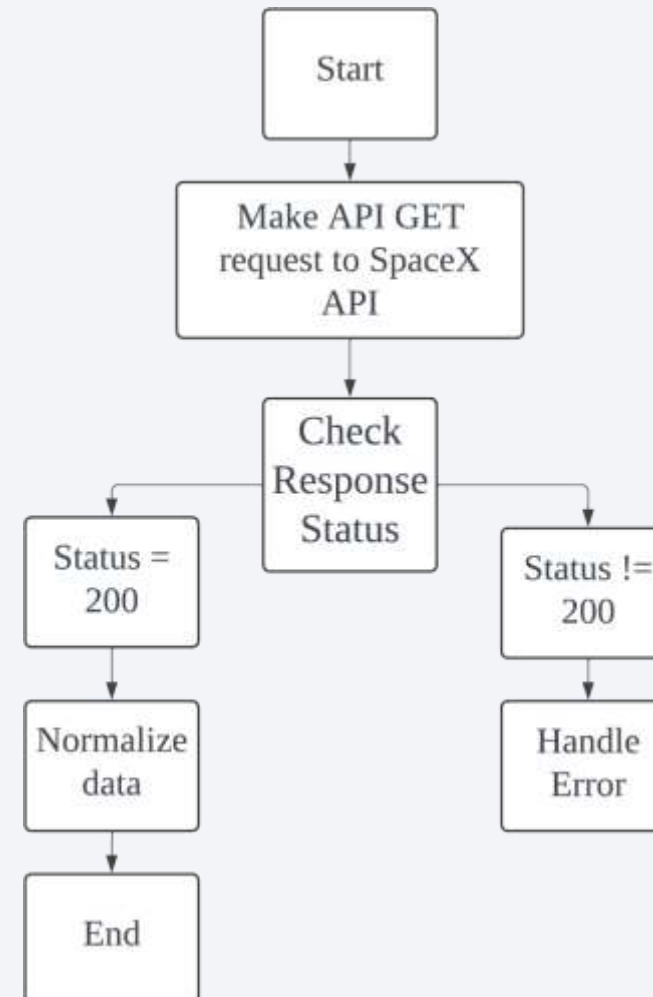 Start
Make API GET
request to SpaceX
API
Check
Response
Status
Status =
200
Status !=
200
Normalize
data
Handle
Error
End